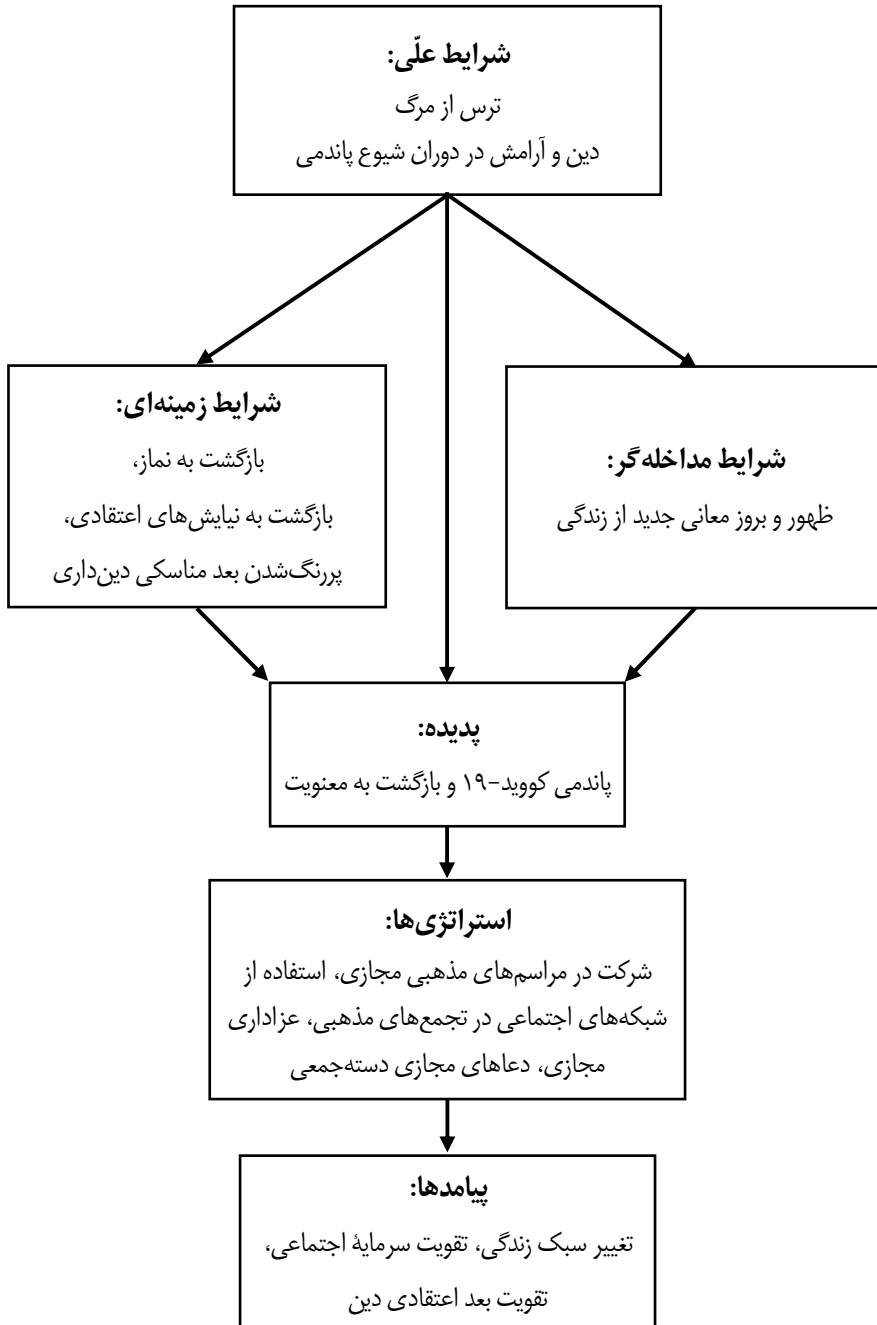 شرایط علّی:
ترس از مرگ
دین و آرامش در دوران شیوع پاندمی
شرایط مداخله‌گر:
ظهور و بروز معانی جدید از زندگی
شرایط زمینه‌ای:
بازگشت به نماز،
بازگشت به نیایش‌های اعتقادی،
پررنگ‌شدن بعد مناسکی دین‌داری
پدیده:
پاندمی کووید-۱۹ و بازگشت به معنویت
استراتژی‌ها:
شرکت در مراسم‌های مذهبی مجازی، استفاده از
شبکه‌های اجتماعی در تجمع‌های مذهبی، عزاداری
مجازی، دعاهای مجازی دسته‌جمعی
پیامدها:
تغییر سبک زندگی، تقویت سرمایهٔ اجتماعی،
تقویت بعد اعتقادی دین